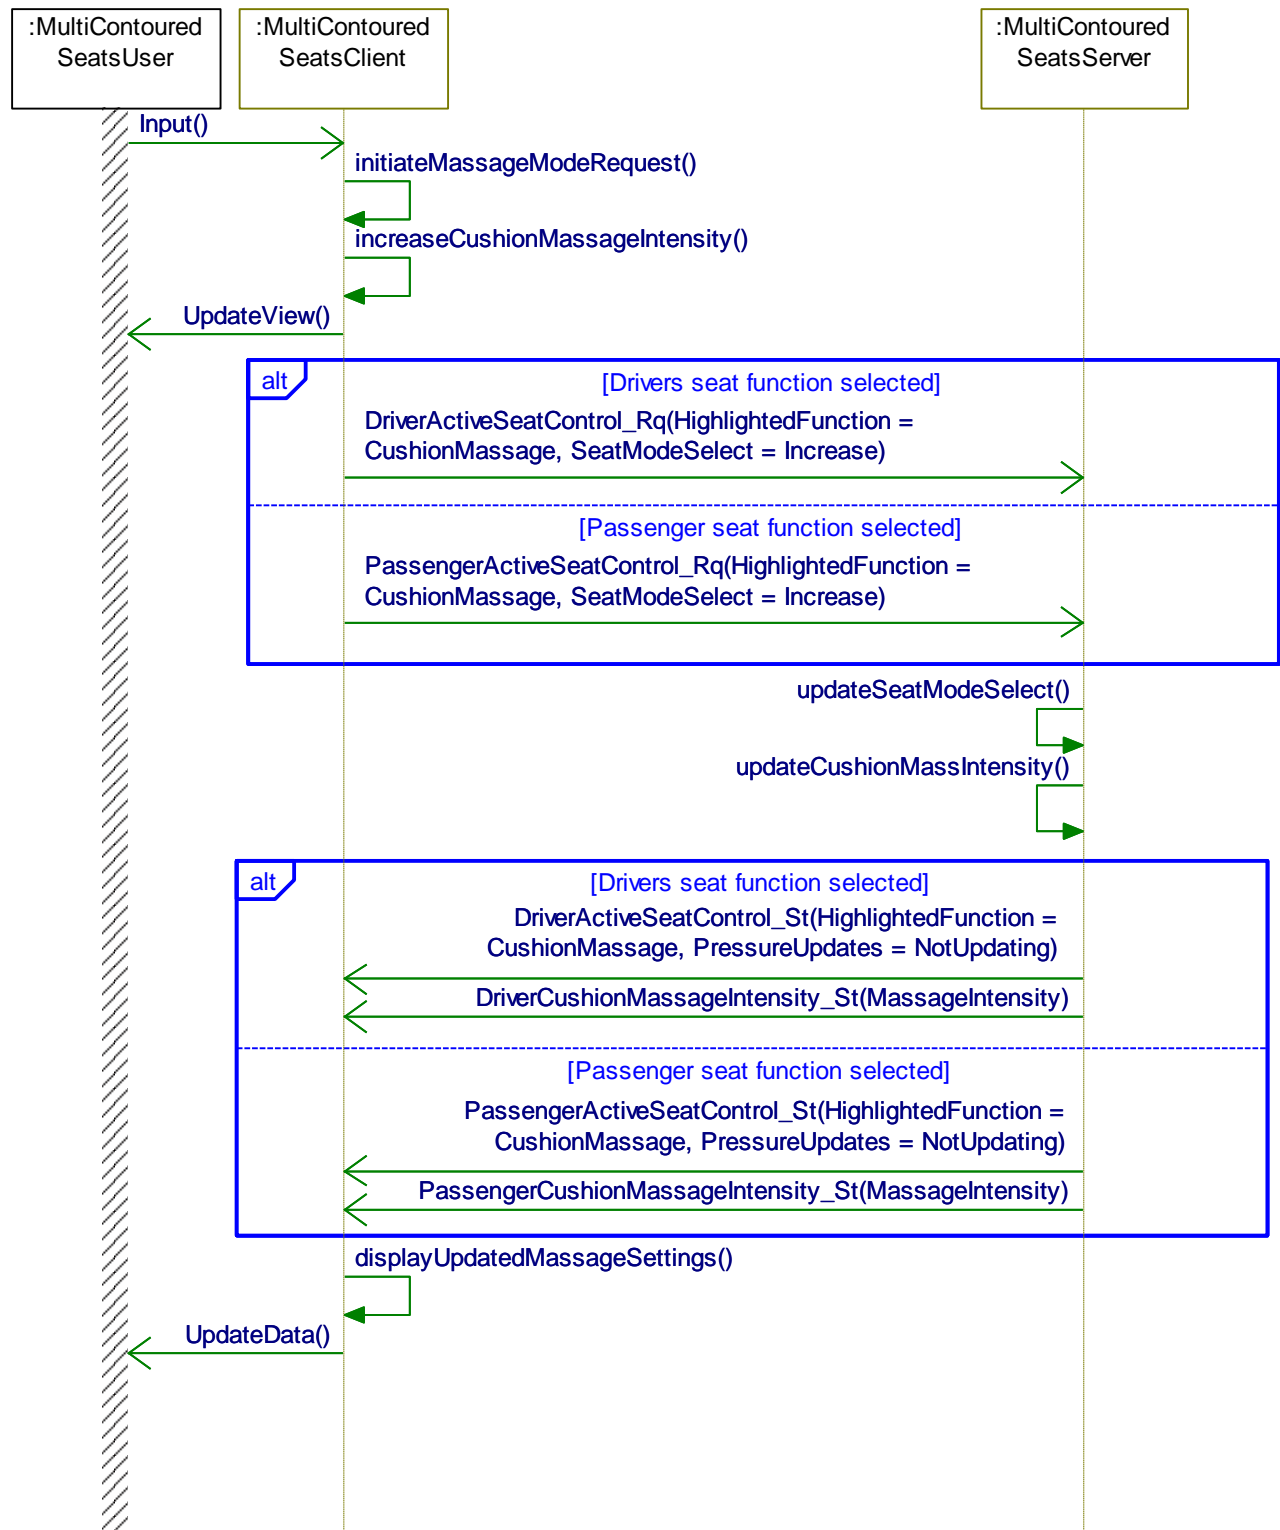 :MultiContoured
SeatsUser
:MultiContoured
SeatsClient
:MultiContoured
SeatsServer
Input()
initiateMassageModeRequest()
increaseCushionMassageIntensity()
UpdateView()
alt
[Drivers seat function selected]
DriverActiveSeatControl_Rq(HighlightedFunction =
CushionMassage, SeatModeSelect = Increase)
[Passenger seat function selected]
PassengerActiveSeatControl_Rq(HighlightedFunction =
CushionMassage, SeatModeSelect = Increase)
updateSeatModeSelect()
updateCushionMassIntensity()
alt
[Drivers seat function selected]
DriverActiveSeatControl_St(HighlightedFunction =
CushionMassage, PressureUpdates = NotUpdating)
DriverCushionMassageIntensity_St(MassageIntensity)
[Passenger seat function selected]
PassengerActiveSeatControl_St(HighlightedFunction =
CushionMassage, PressureUpdates = NotUpdating)
PassengerCushionMassageIntensity_St(MassageIntensity)
displayUpdatedMassageSettings()
UpdateData()